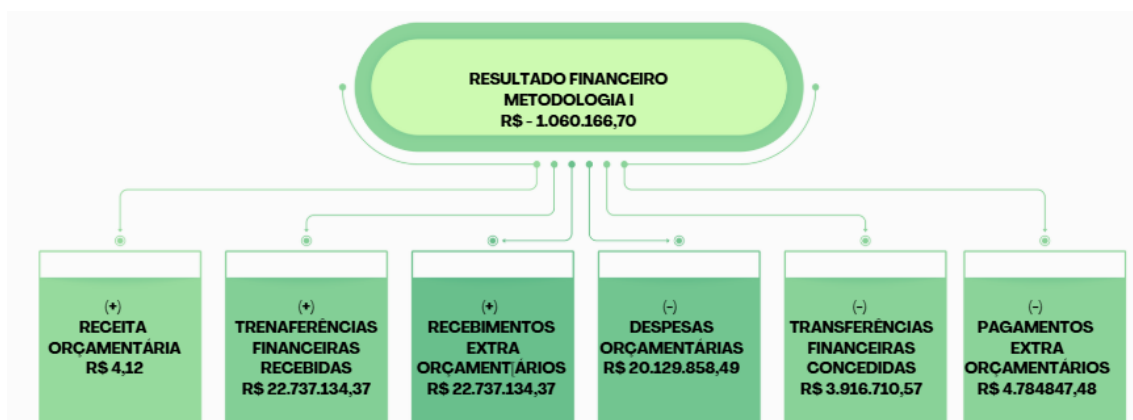 RESULTADO FINANCEIRO
METODOLOGIA I
R$ - 1.060.166,70
(+)
RECEITA
ORÇAMENTÁRIA
R$ 4,12
(+)
TRENAFERÊNCIAS
FINANCEIRAS
RECEBIDAS
R$ 22.737.134,37
(+)
RECEBIMENTOS
EXTRA
ORÇAMENT[ÁRIOS
R$ 22.737.134,37
(-)
DESPESAS
ORÇAMENTÁRIAS
R$ 20.129.858,49
(-)
TRANSFERÊNCIAS
FINANCEIRAS
CONCEDIDAS
R$ 3.916.710,57
(-)
PAGAMENTOS
EXTRA
ORÇAMENTÁRIOS
R$ 4.784847,48